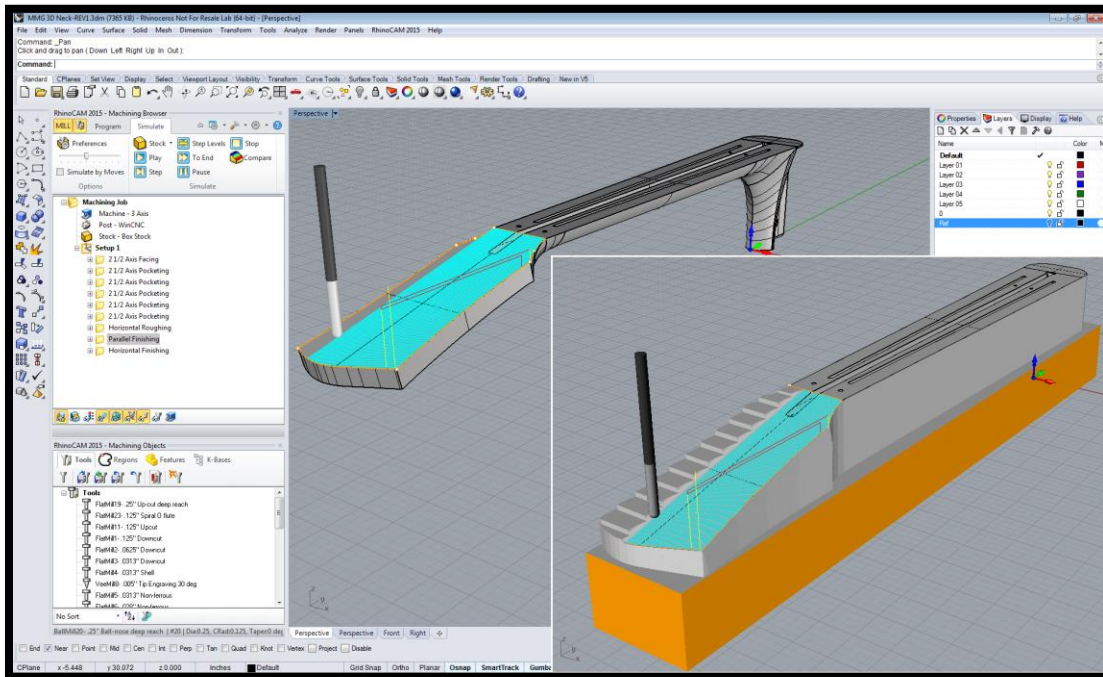 MMG 3D Neck-REV1.3dm (7365 KB) - Rhinoceros Not For Resale Lab (64-bit) - [Perspective]
File Edit View Curve Surface Solid Mesh Dimension Transform Tools Analyze Render Panels RhinoCAM 2015 Help
Command: _Pan
Click and drag to pan ( Down Left Right Up In Out ):
Command:
Standard CPlanes Set View Display Select Viewport Layout Visibility Transform Curve Tools Surface Tools Solid Tools Mesh Tools Render Tools Drafting New in V5
RhinoCAM 2015 - Machining Browser
MILL Program Simulate
Preferences
Simulate by Moves
Options
Stock Step Levels Stop
Play To End Compare
Step Pause
Simulate
Machining Job
Machine - 3 Axis
Post - WinCNC
Stock - Box Stock
Setup 1
2 1/2 Axis Facing
2 1/2 Axis Pocketing
2 1/2 Axis Pocketing
2 1/2 Axis Pocketing
2 1/2 Axis Pocketing
2 1/2 Axis Pocketing
Horizontal Roughing
Parallel Finishing
Horizontal Finishing
RhinoCAM 2015 - Machining Objects
Tools Regions Features K-Bases
Tools
FlatMill19- .25" Up-cut deep reach
FlatMill23- .125" Spiral O flute
FlatMill11- .125" Upcut
FlatMill1- .125" Downcut
FlatMill2- .0625" Downcut
FlatMill3- .0313" Downcut
FlatMill4- .0313" Shell
VeeMill8- .005" Tip Engraving 30 deg
FlatMill5- .0313" Non-ferrous
No Sort
BallMill20- .25" Ball-nose deep reach | #20 | Dia:0.25, CRad:0.125, Taper:0 deg
Perspective
Properties Layers Display Help
Name Color
Default
Layer 01
Layer 02
Layer 03
Layer 04
Layer 05
0
Ref
Perspective Perspective Front Right
End Near Point Mid Cen Int Perp Tan Quad Knot Vertex Project Disable
CPlane x -5.448 y 30.072 z 0.000 Inches Default Grid Snap Ortho Planar Osnap SmartTrack Gumba